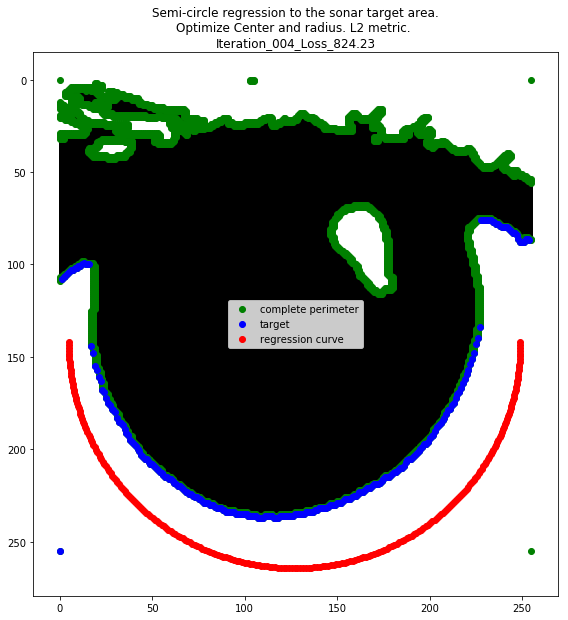 Semi-circle regression to the sonar target area.
Optimize Center and radius. L2 metric.
Iteration_004_Loss_824.23
0
50
100
150
200
250
complete perimeter
target
regression curve
0
50
100
150
200
250